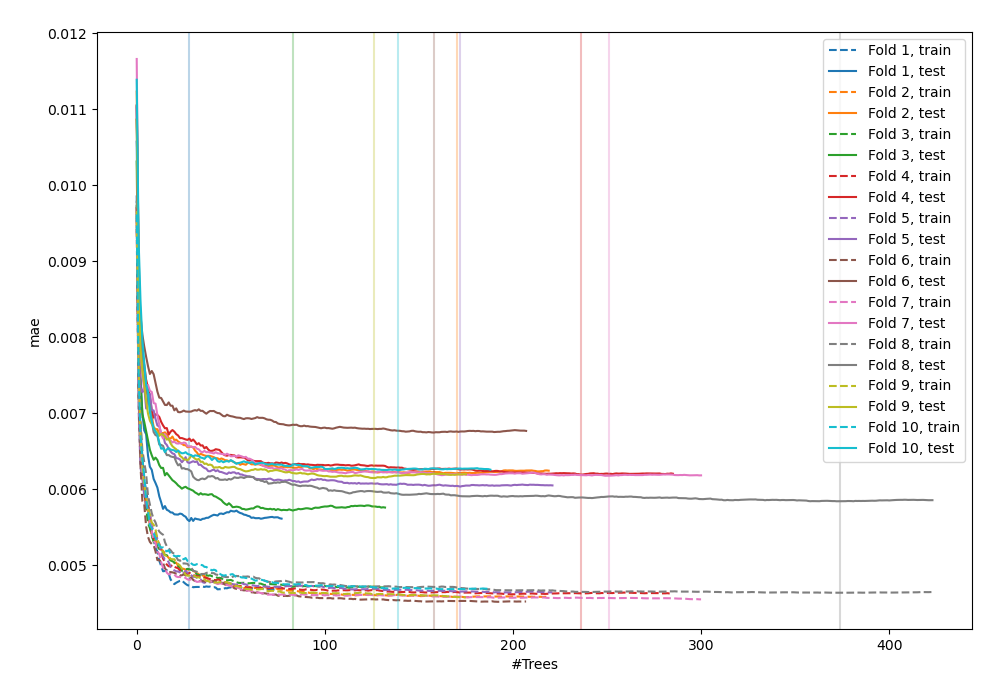 0.012
0.011
0.010
0.009
0.008
0.007
0.006
0.005
mae
0
100
200
300
400
#Trees
Fold 1, train
Fold 1, test
Fold 2, train
Fold 2, test
Fold 3, train
Fold 3, test
Fold 4, train
Fold 4, test
Fold 5, train
Fold 5, test
Fold 6, train
Fold 6, test
Fold 7, train
Fold 7, test
Fold 8, train
Fold 8, test
Fold 9, train
Fold 9, test
Fold 10, train
Fold 10, test